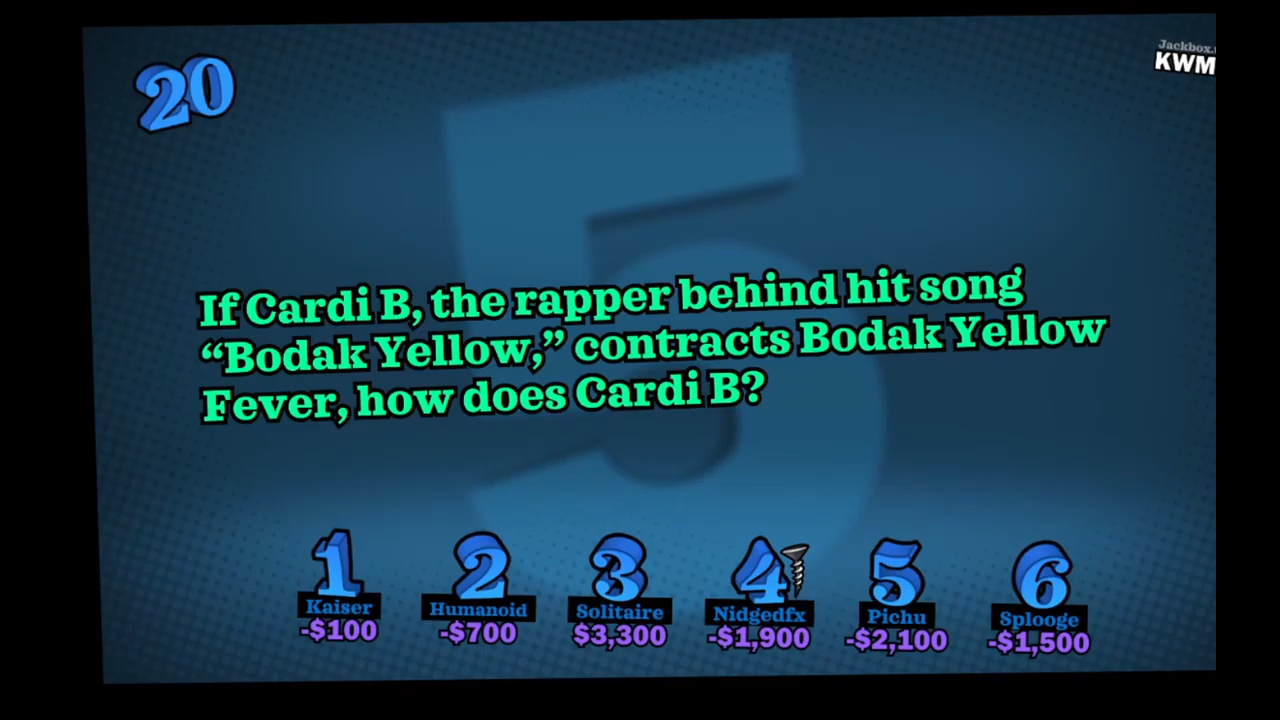 20
Jackbox.
KWM
If Cardi B, the rapper behind hit song
“Bodak Yellow,” contracts Bodak Yellow
Fever, how does Cardi B?
1 2 3 4 5 6
Kaiser Humanoid Solitaire Nidgedfx Pichu Splooge
-$100 -$700 $3,300 -$1,900 -$2,100 -$1,500
5